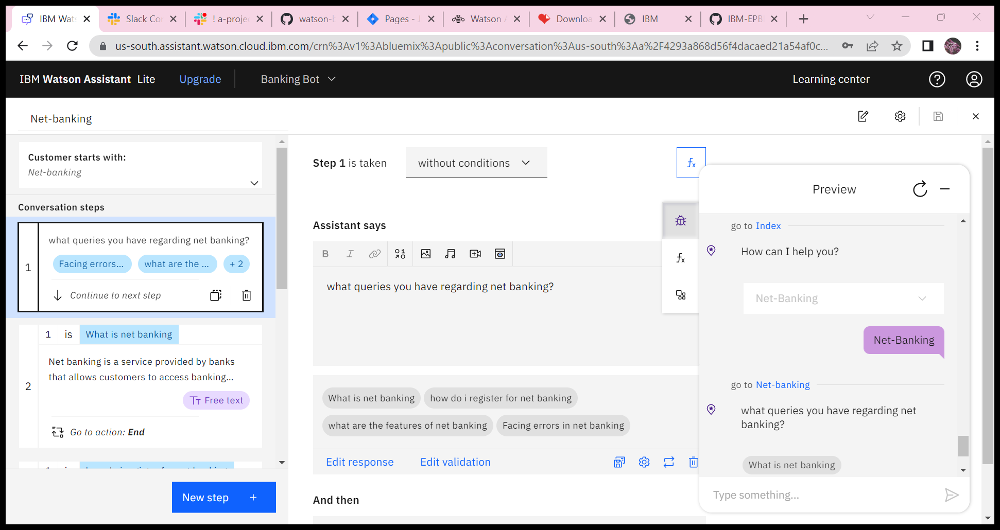 IBM Wats
Slack Co
! a-proje
watson-b
Pages - J
Watson A
Downloa
IBM
IBM-EPB
us-south.assistant.watson.cloud.ibm.com/crn%3Av1%3Abluemix%3Apublic%3Aconversation%3Aus-south%3Aa%2F4293a868d56f4dacaed21a54af0c...
IBM Watson Assistant Lite
Upgrade
Banking Bot
Learning center
Net-banking
Customer starts with:
Net-banking
Conversation steps
1
what queries you have regarding net banking?
Facing errors...
what are the ...
+ 2
Continue to next step
2
1 is What is net banking
Net banking is a service provided by banks
that allows customers to access banking...
Free text
Go to action: End
New step +
Step 1 is taken
without conditions
fx
Assistant says
B I
what queries you have regarding net banking?
What is net banking
how do i register for net banking
what are the features of net banking
Facing errors in net banking
Edit response
Edit validation
And then
fx
Preview
go to Index
How can I help you?
Net-Banking
Net-Banking
go to Net-banking
what queries you have regarding net
banking?
What is net banking
Type something...